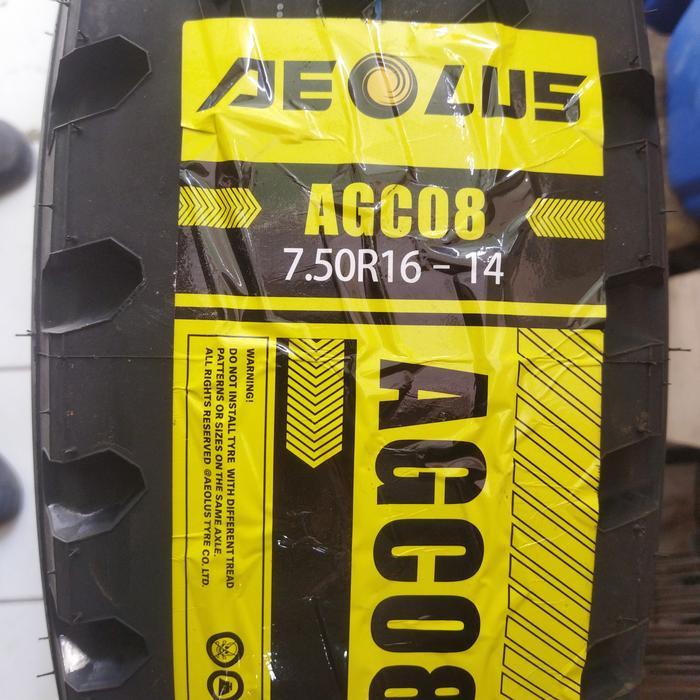 AEOLUS
AGC08
7.50R16 - 14
WARNING!
DO NOT INSTALL TYRE WITH DIFFERENT TREAD
PATTERNS OR SIZES ON THE SAME AXLE.
ALL RIGHTS RESERVED @AEOLUS TYRE CO. LTD.
AGC08